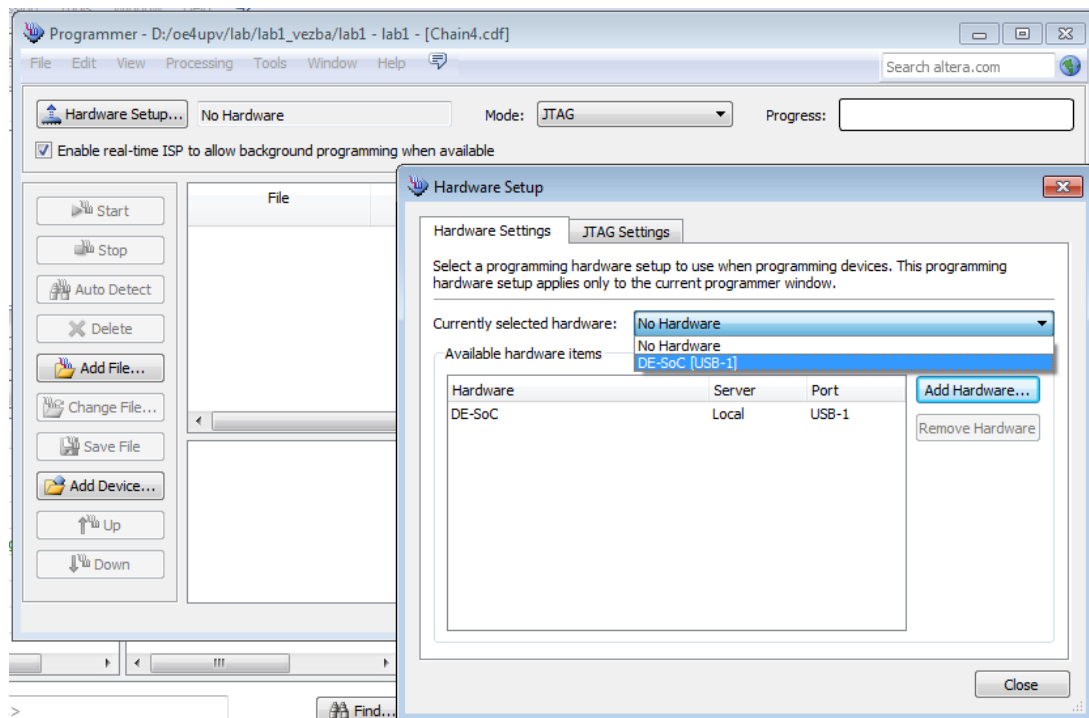 Programmer - D:/oe4upv/lab/lab1_vezba/lab1 - lab1 - [Chain4.cdf]
File Edit View Processing Tools Window Help
Search altera.com
Hardware Setup... No Hardware Mode: JTAG Progress:
Enable real-time ISP to allow background programming when available
File
Start
Stop
Auto Detect
Delete
Add File...
Change File...
Save File
Add Device...
Up
Down
Hardware Setup
Hardware Settings JTAG Settings
Select a programming hardware setup to use when programming devices. This programming
hardware setup applies only to the current programmer window.
Currently selected hardware: No Hardware
No Hardware
DE-SoC [USB-1]
Available hardware items
Hardware Server Port
DE-SoC Local USB-1
Add Hardware...
Remove Hardware
Close
>
Find...